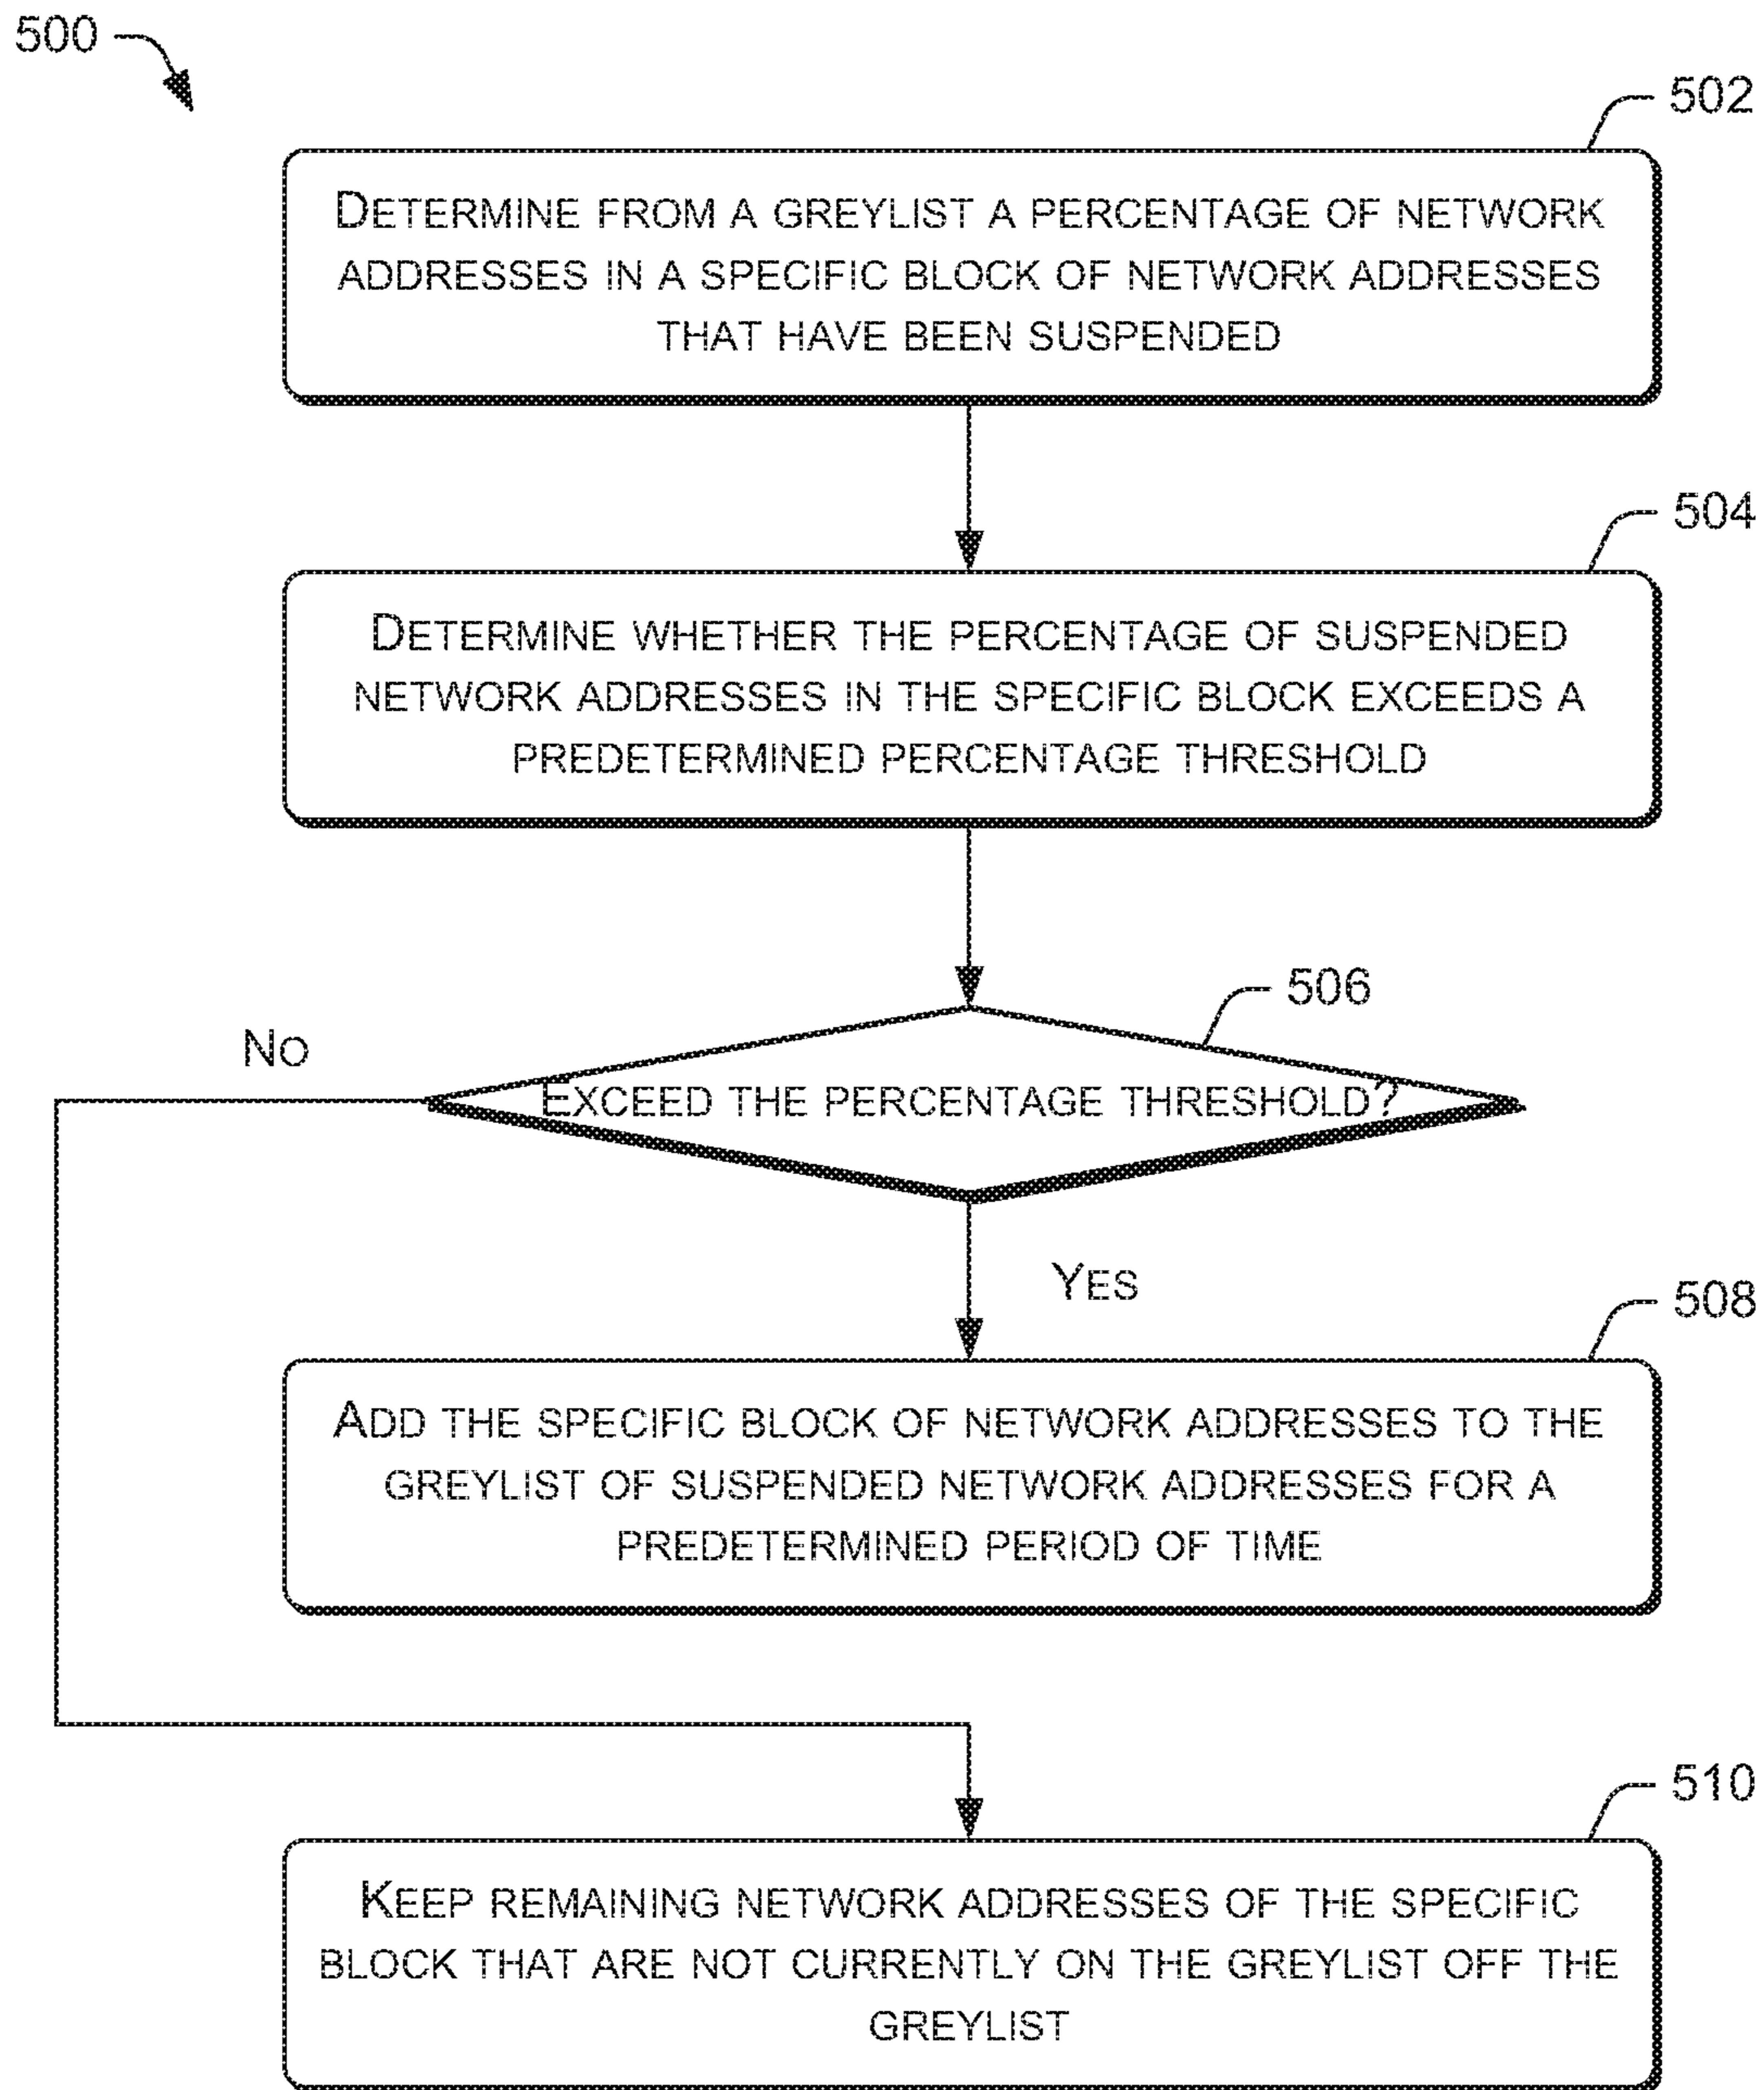 500
502
DETERMINE FROM A GREYLIST A PERCENTAGE OF NETWORK
ADDRESSES IN A SPECIFIC BLOCK OF NETWORK ADDRESSES
THAT HAVE BEEN SUSPENDED
504
DETERMINE WHETHER THE PERCENTAGE OF SUSPENDED
NETWORK ADDRESSES IN THE SPECIFIC BLOCK EXCEEDS A
PREDETERMINED PERCENTAGE THRESHOLD
506
NO
EXCEED THE PERCENTAGE THRESHOLD?
YES
508
ADD THE SPECIFIC BLOCK OF NETWORK ADDRESSES TO THE
GREYLIST OF SUSPENDED NETWORK ADDRESSES FOR A
PREDETERMINED PERIOD OF TIME
510
KEEP REMAINING NETWORK ADDRESSES OF THE SPECIFIC
BLOCK THAT ARE NOT CURRENTLY ON THE GREYLIST OFF THE
GREYLIST